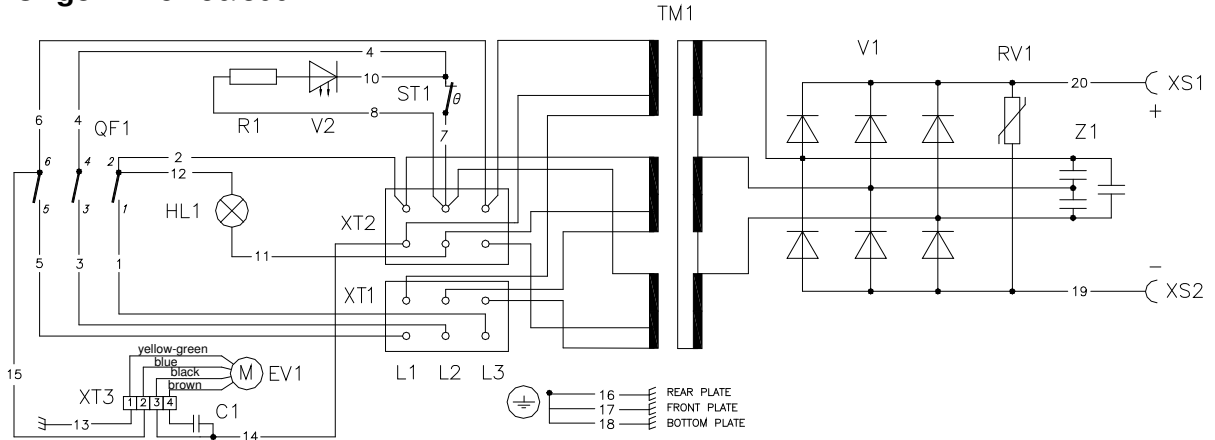 TM1
4
V1
RV1
10
20
XS1
ST1
θ
+
8
R1
V2
6
4
QF1
7
Z1
6
4
2
2
12
5
3
1
HL1
XT2
11
5
3
1
XT1
–
19
XS2
yellow-green
blue
black
brown
M
EV1
L1
L2
L3
15
XT3
1
2
3
4
C1
16
REAR PLATE
17
FRONT PLATE
13
18
BOTTOM PLATE
14